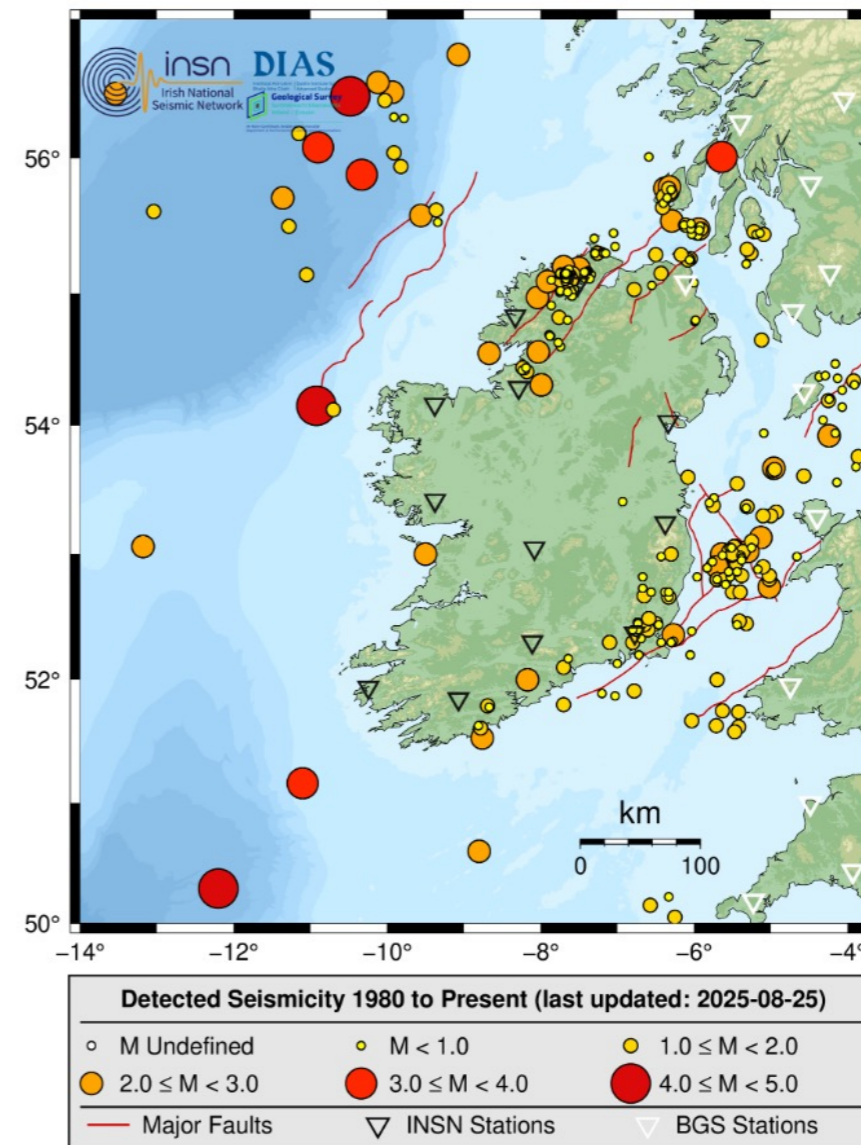 insn
Irish National
Seismic Network
DIAS
Geological Survey
56°
54°
52°
50°
km
0 100
−14° −12° −10° −8° −6° −4°
Detected Seismicity 1980 to Present (last updated: 2025-08-25)
M Undefined M < 1.0 1.0 ≤ M < 2.0
2.0 ≤ M < 3.0 3.0 ≤ M < 4.0 4.0 ≤ M < 5.0
Major Faults INSN Stations BGS Stations